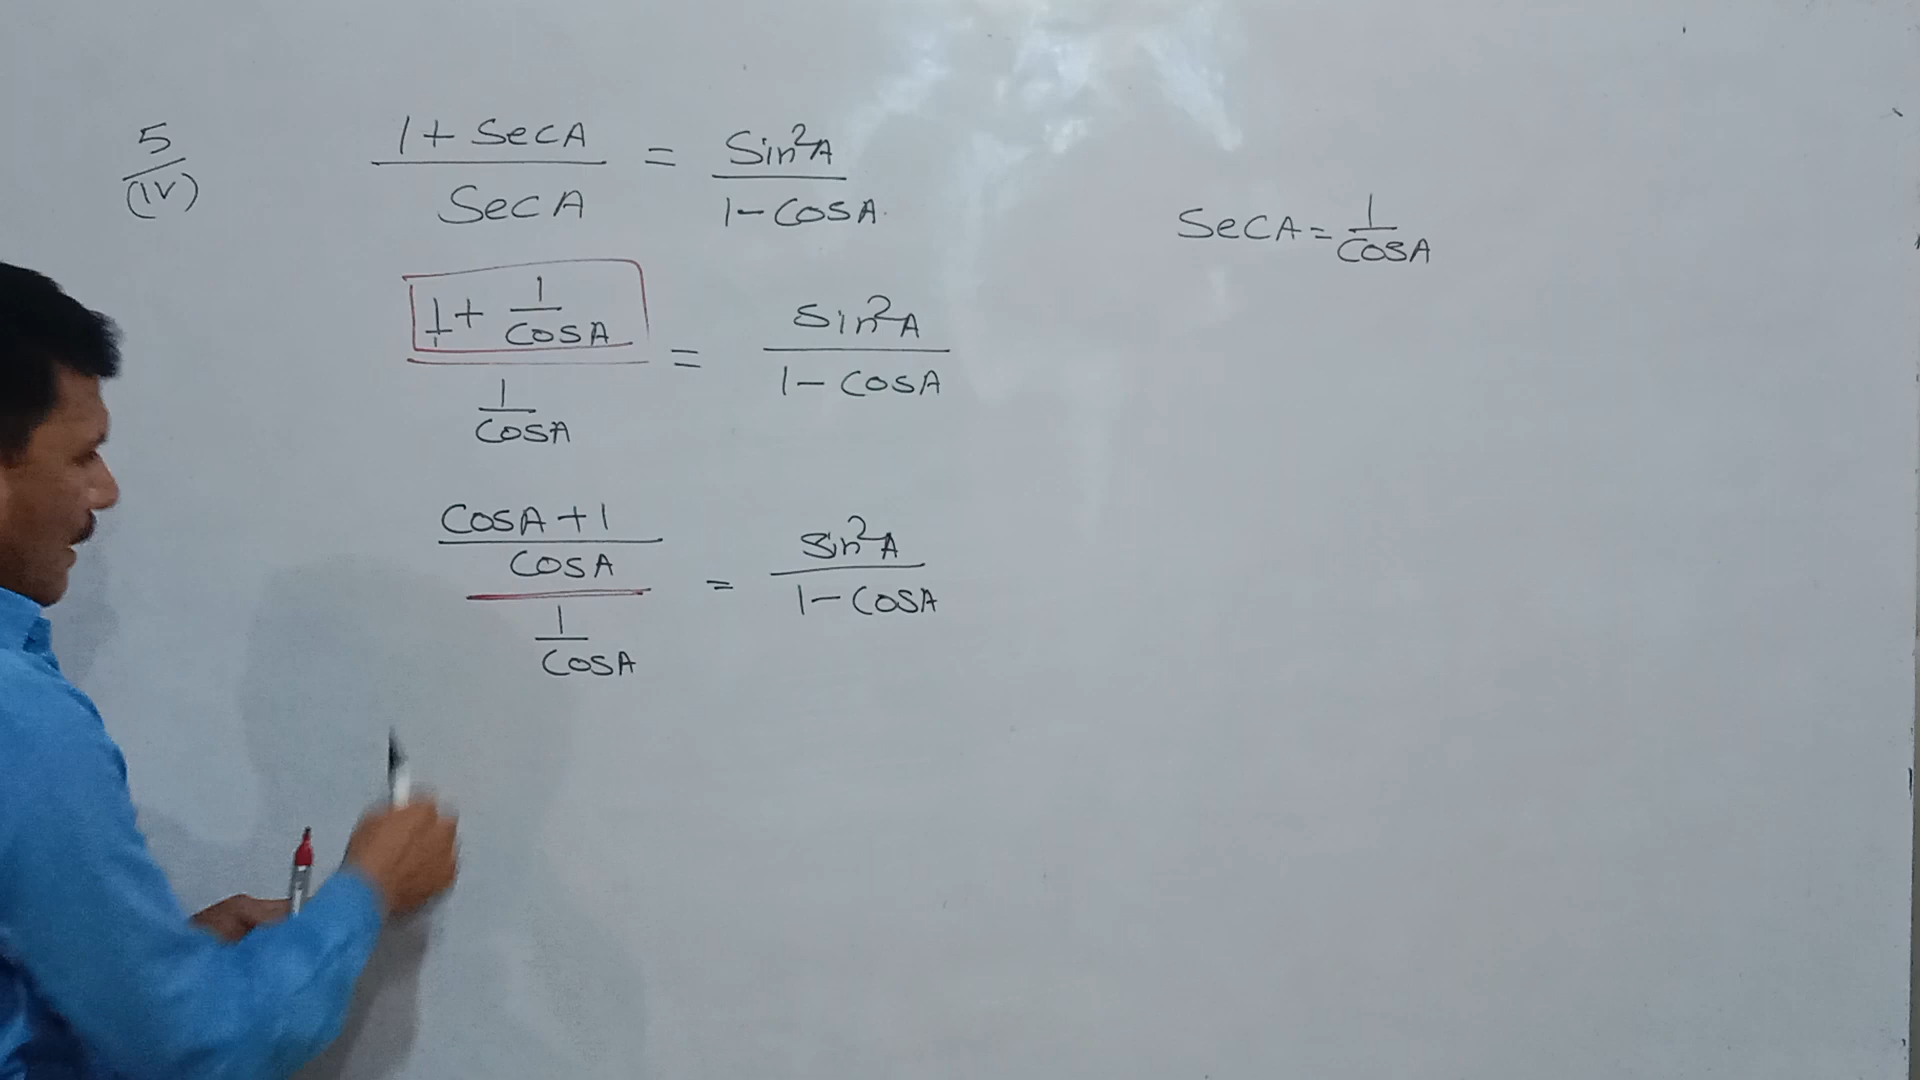 5/(iv) (1 + SecA)/SecA = Sin²A/(1 - CosA)
SecA = 1/CosA
(1/1 + 1/CosA)/(1/CosA) = Sin²A/(1 - CosA)
((CosA + 1)/CosA)/(1/CosA) = Sin²A/(1 - CosA)